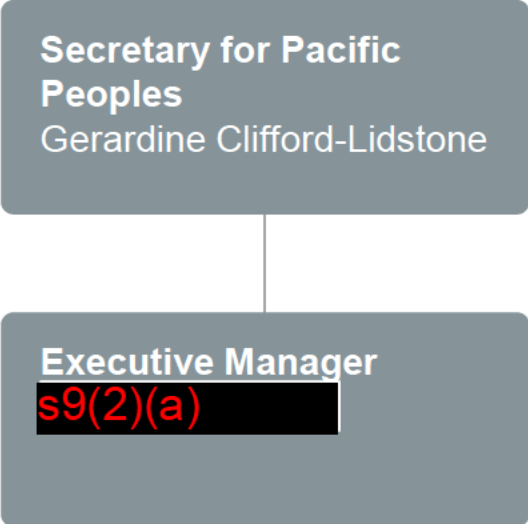 Secretary for Pacific
Peoples
Gerardine Clifford-Lidstone
Executive Manager
s9(2)(a)